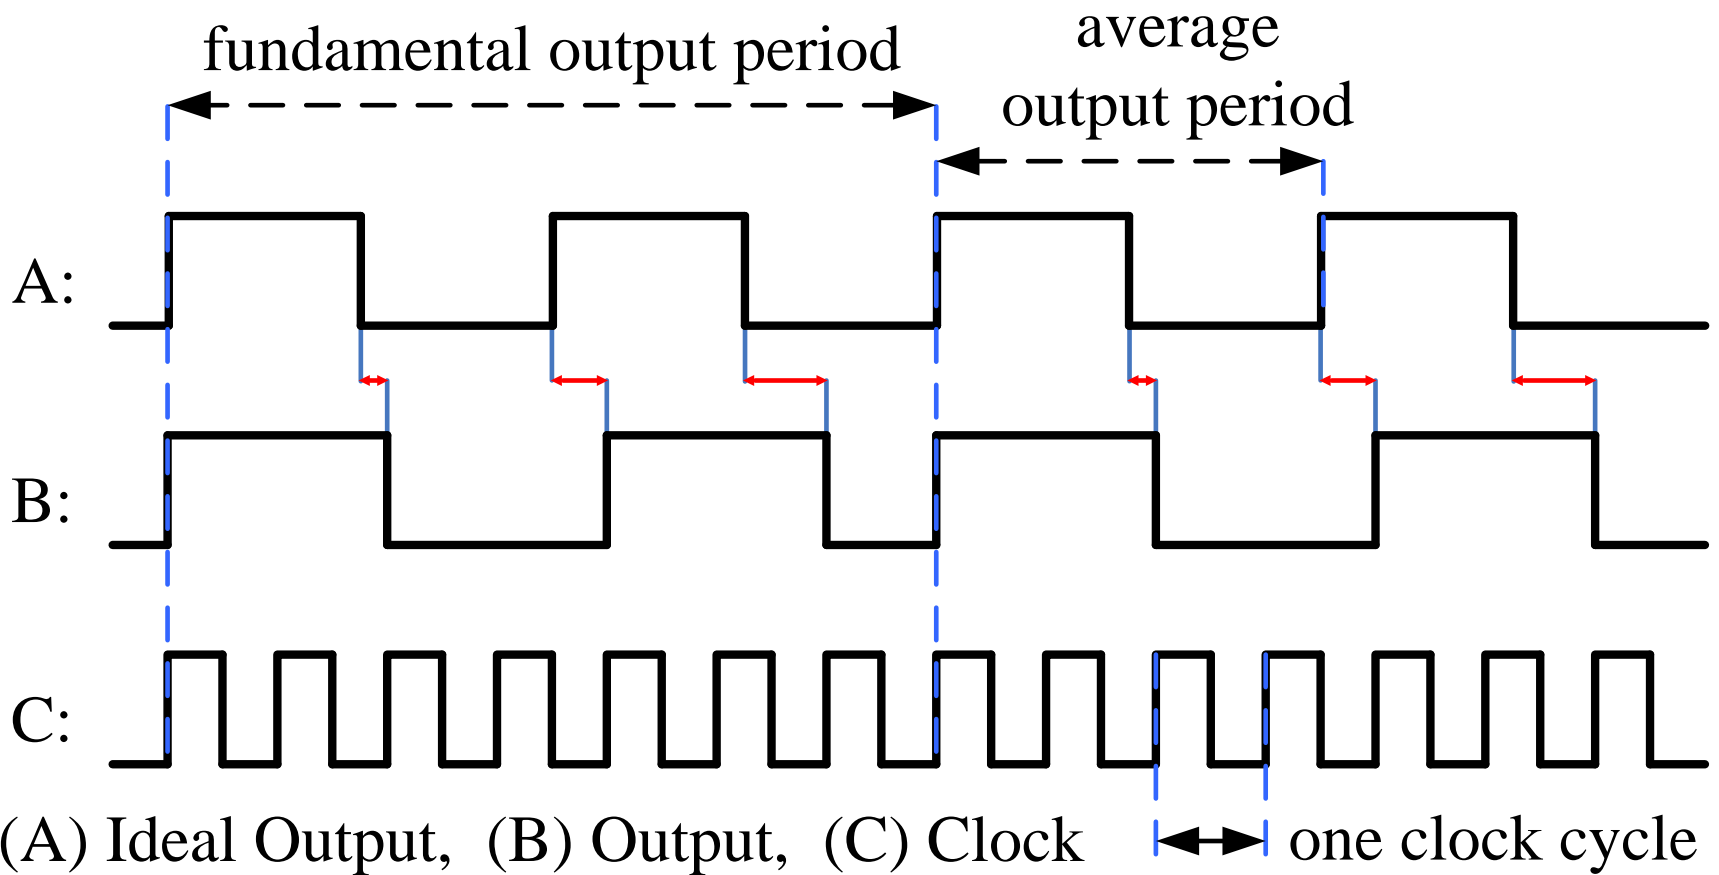 fundamental output period
average
output period
A:
B:
C:
(A) Ideal Output, (B) Output, (C) Clock
one clock cycle